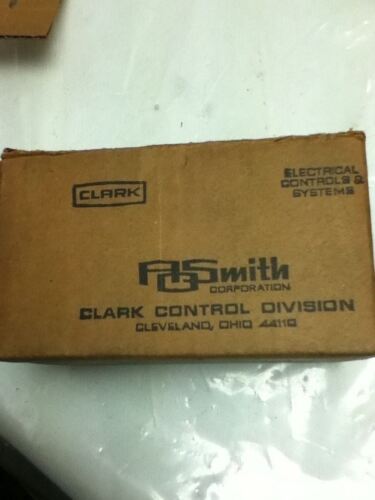 CLARK
ELECTRICAL
CONTROLS &
SYSTEMS
AOSmith
CORPORATION
CLARK CONTROL DIVISION
CLEVELAND, OHIO 44110